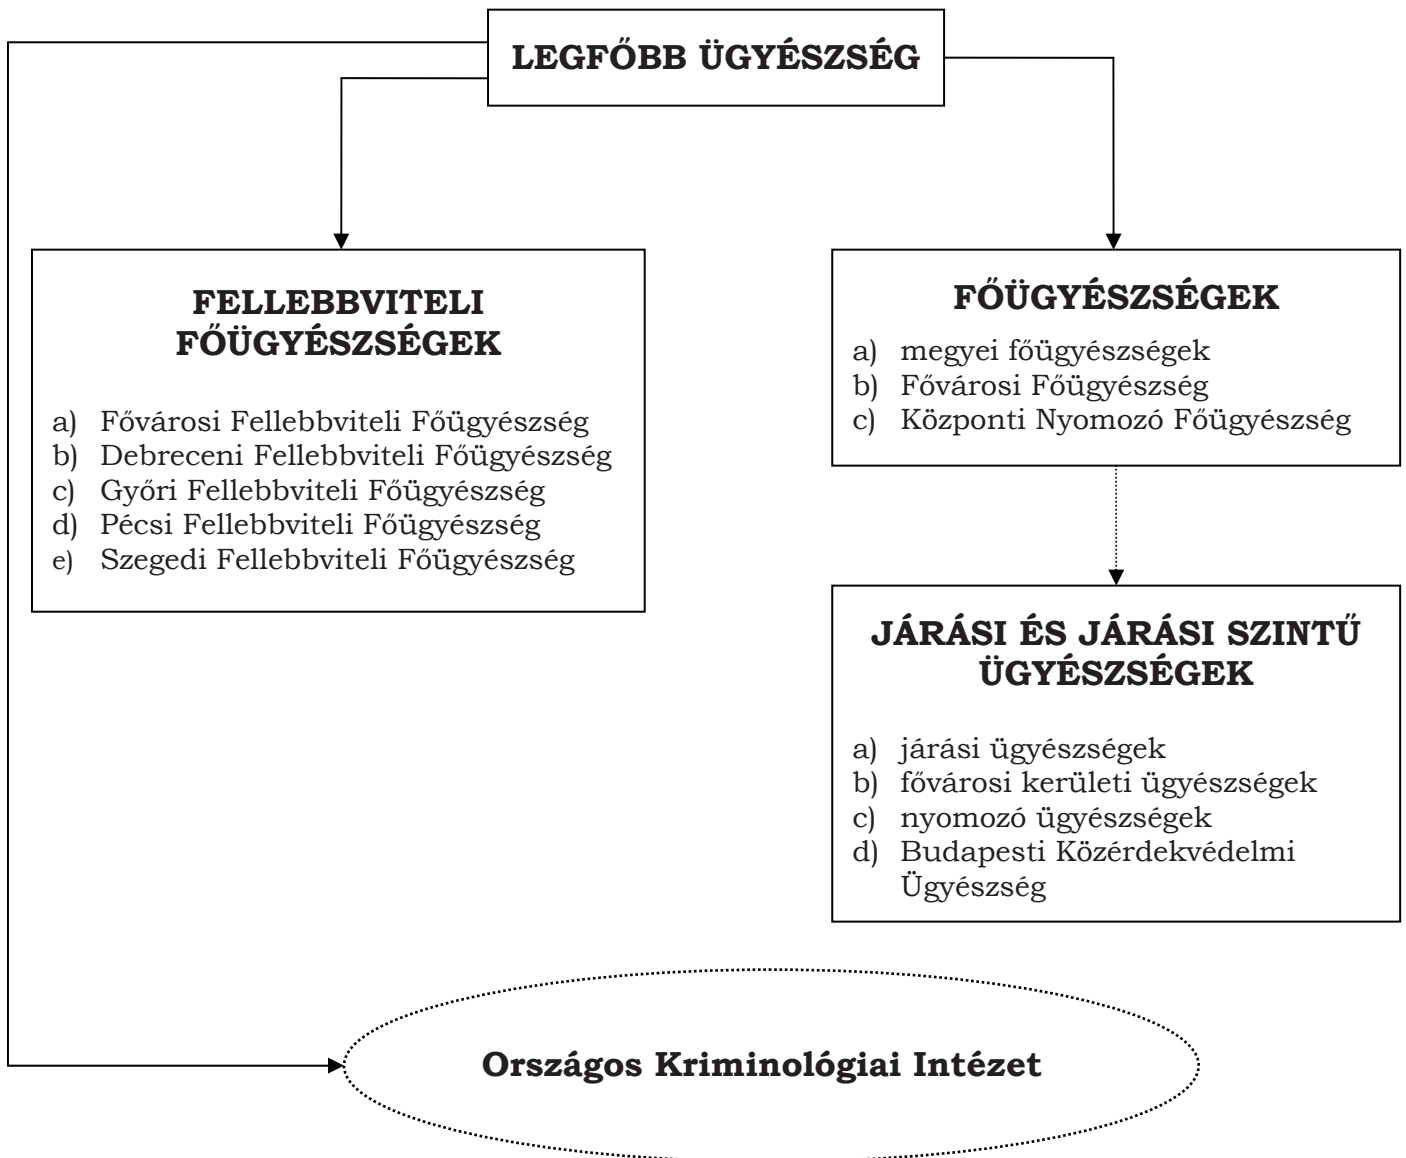 LEGFŐBB ÜGYÉSZSÉG
FELLEBBVITELI
FŐÜGYÉSZSÉGEK
a) Fővárosi Fellebbviteli Főügyészség
b) Debreceni Fellebbviteli Főügyészség
c) Győri Fellebbviteli Főügyészség
d) Pécsi Fellebbviteli Főügyészség
e) Szegedi Fellebbviteli Főügyészség
FŐÜGYÉSZSÉGEK
a) megyei főügyészségek
b) Fővárosi Főügyészség
c) Központi Nyomozó Főügyészség
JÁRÁSI ÉS JÁRÁSI SZINTŰ
ÜGYÉSZSÉGEK
a) járási ügyészségek
b) fővárosi kerületi ügyészségek
c) nyomozó ügyészségek
d) Budapesti Közérdekvédelmi
Ügyészség
Országos Kriminológiai Intézet